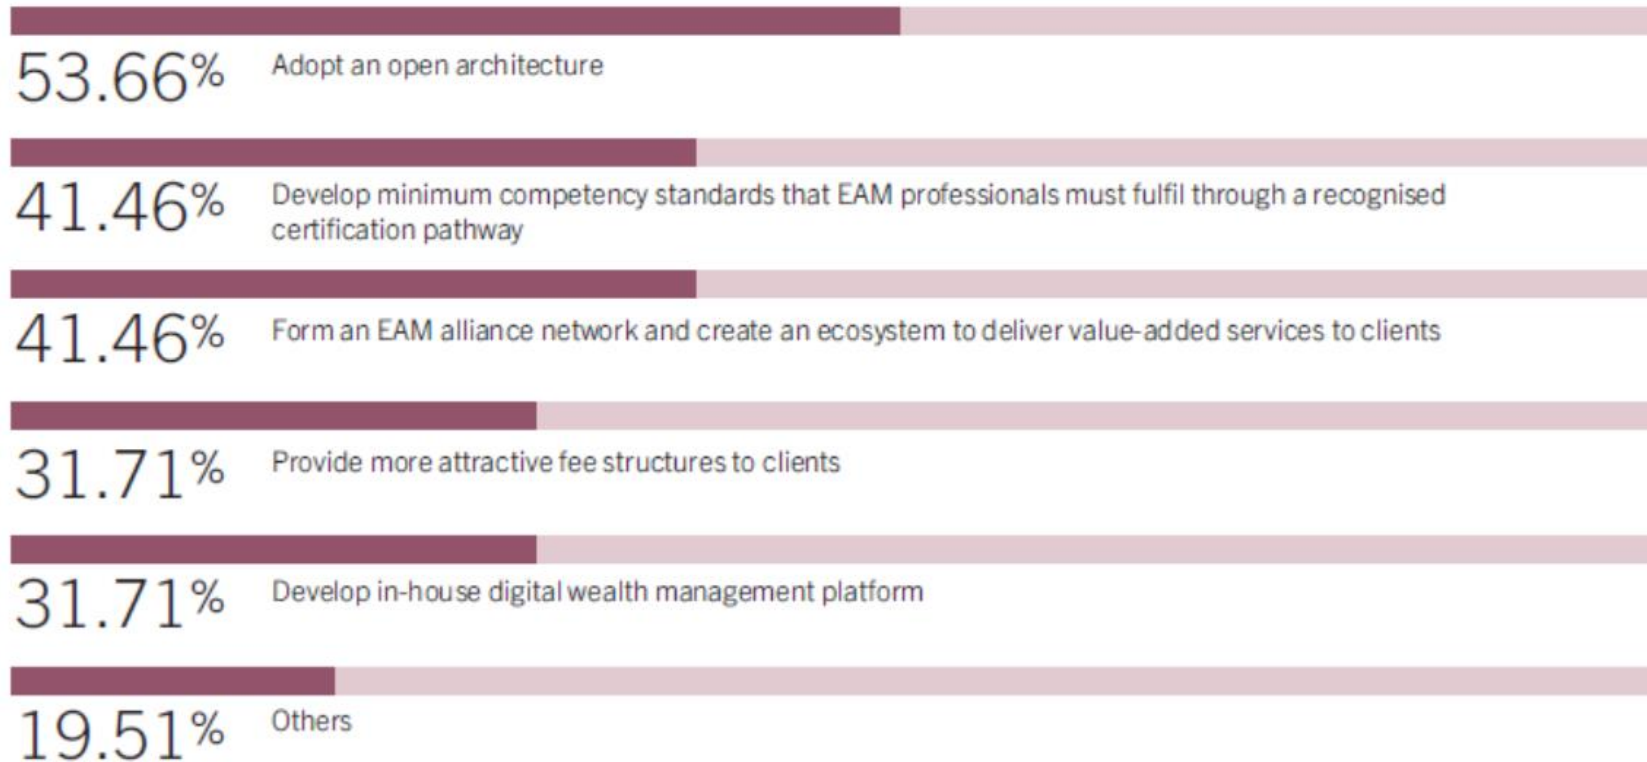 53.66% Adopt an open architecture
41.46% Develop minimum competency standards that EAM professionals must fulfil through a recognised
certification pathway
41.46% Form an EAM alliance network and create an ecosystem to deliver value-added services to clients
31.71% Provide more attractive fee structures to clients
31.71% Develop in-house digital wealth management platform
19.51% Others